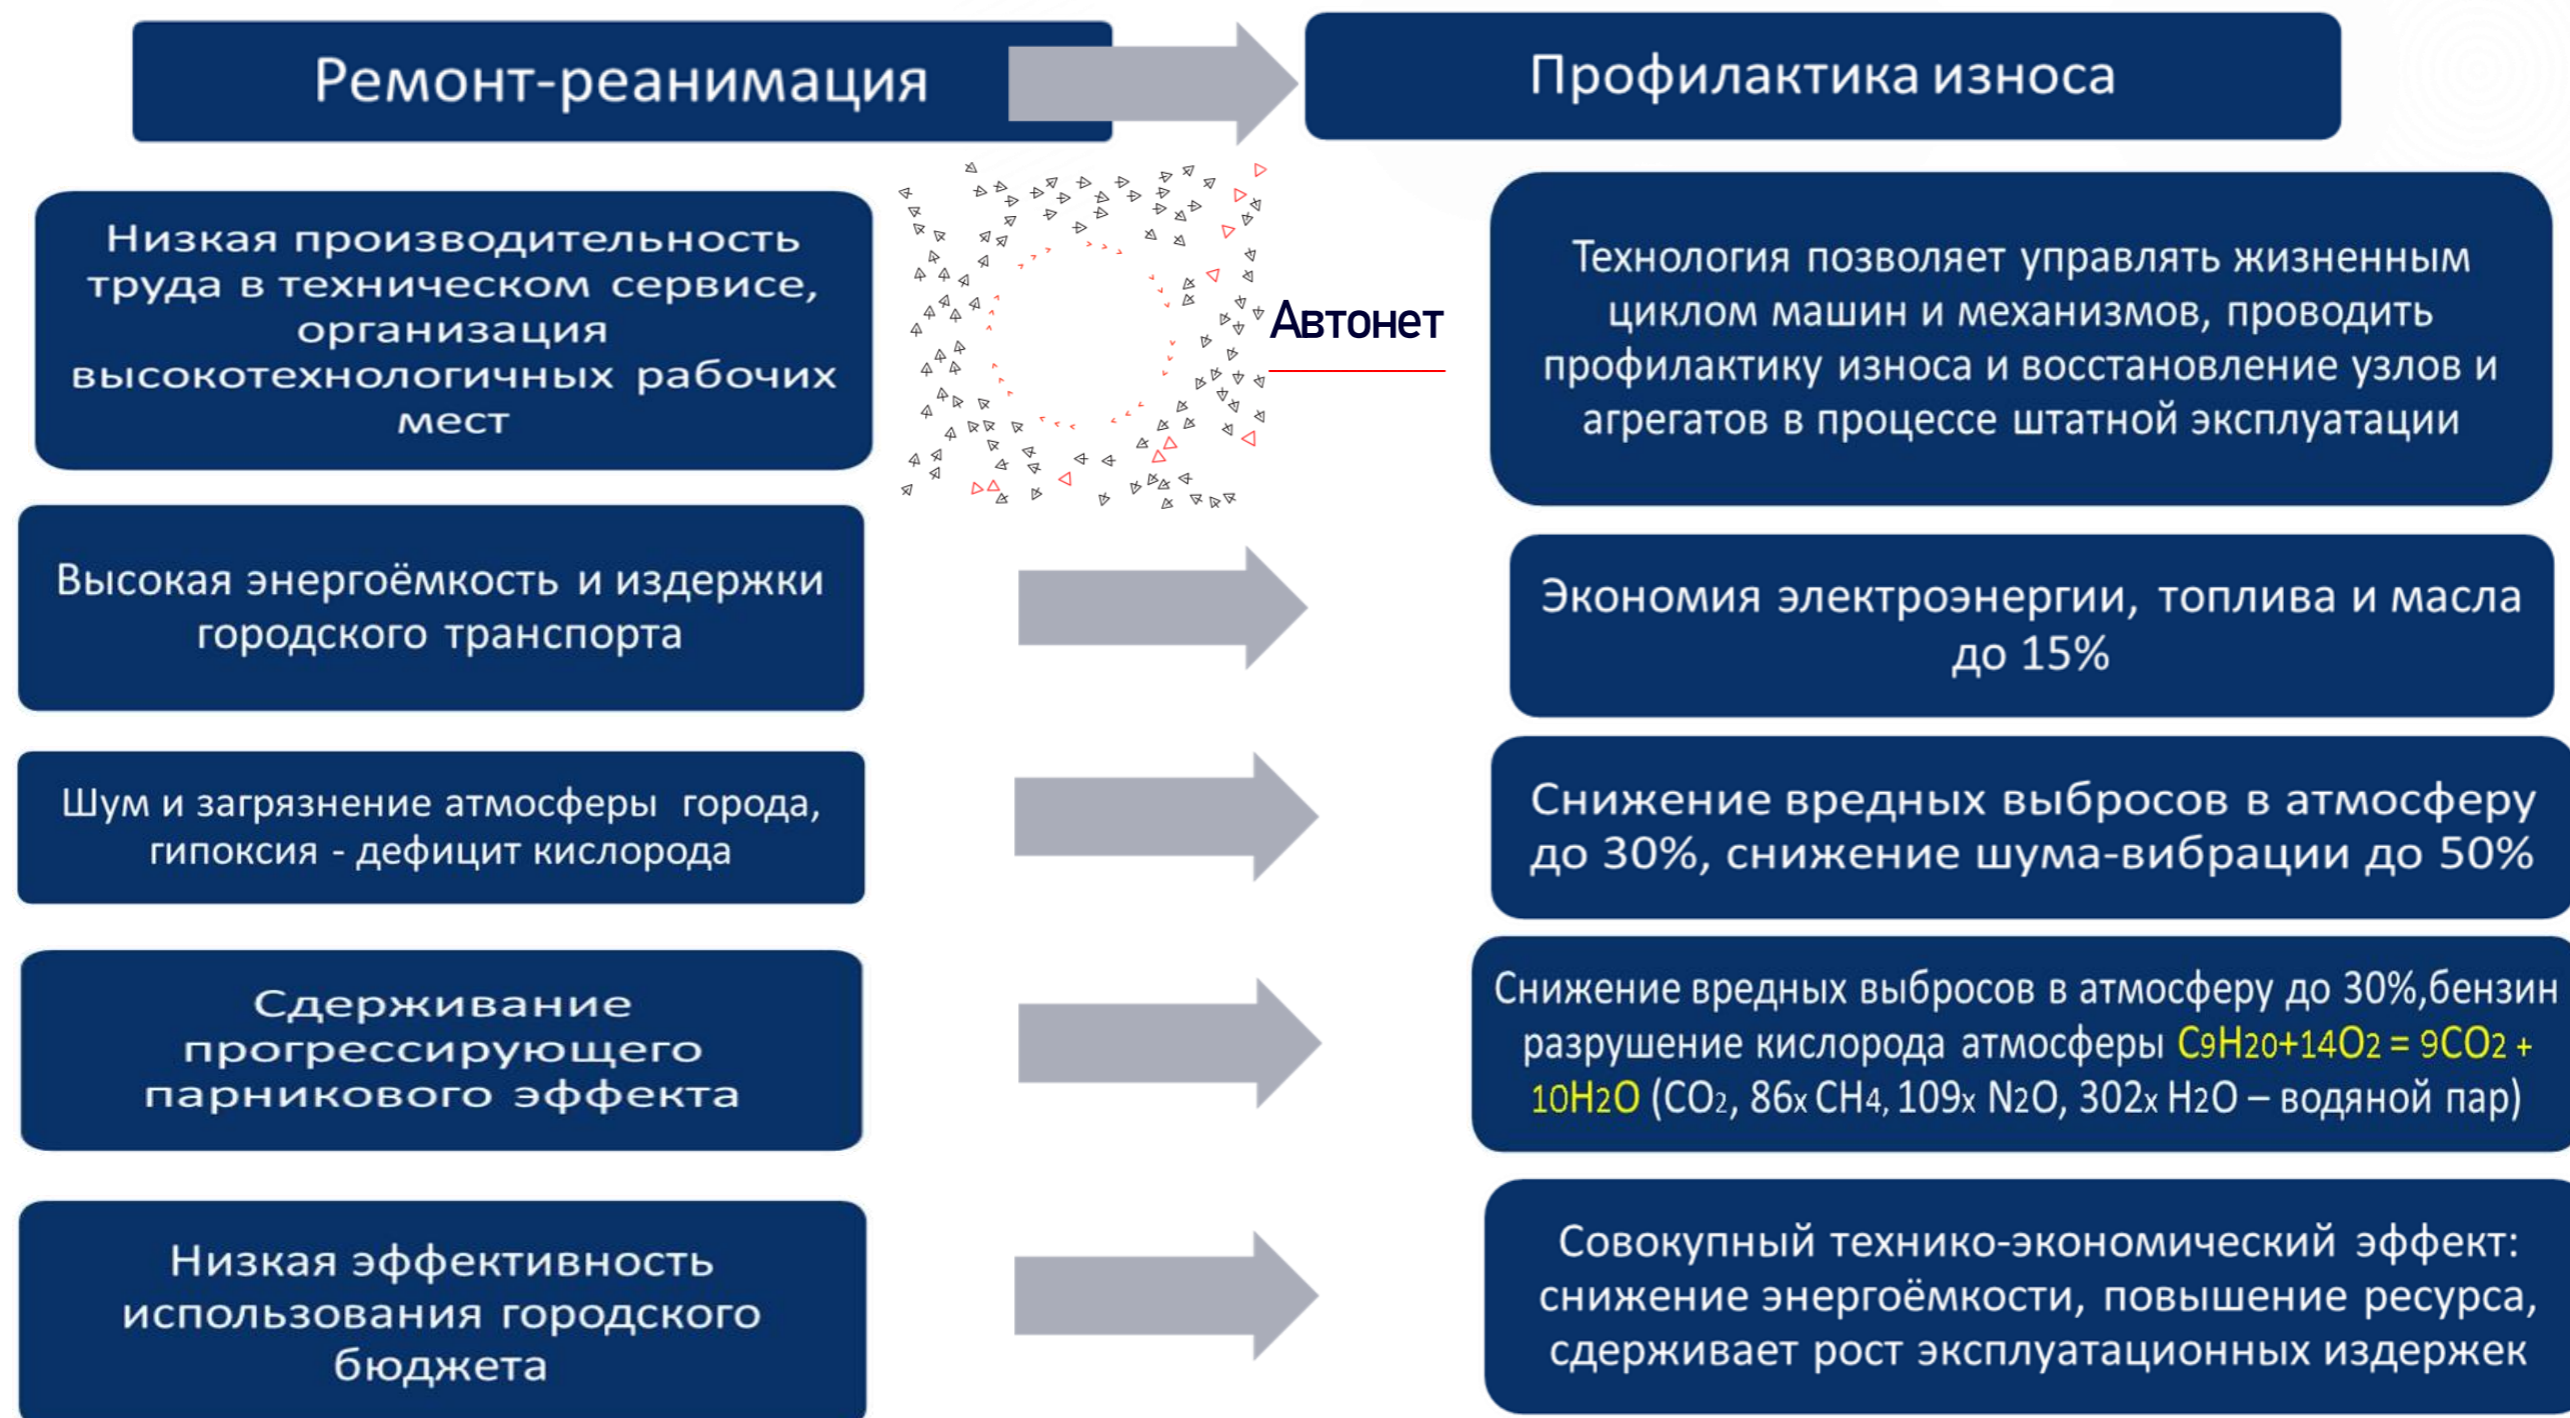 Ремонт-реанимация
Профилактика износа
Низкая производительность
труда в техническом сервисе,
организация
высокотехнологичных рабочих
мест
Автонет
Технология позволяет управлять жизненным
циклом машин и механизмов, проводить
профилактику износа и восстановление узлов и
агрегатов в процессе штатной эксплуатации
Высокая энергоёмкость и издержки
городского транспорта
Экономия электроэнергии, топлива и масла
до 15%
Шум и загрязнение атмосферы города,
гипоксия - дефицит кислорода
Снижение вредных выбросов в атмосферу
до 30%, снижение шума-вибрации до 50%
Сдерживание
прогрессирующего
парникового эффекта
Снижение вредных выбросов в атмосферу до 30%,бензин
разрушение кислорода атмосферы C9H20+14O2 = 9CO2 +
10H2O (CO2, 86x CH4, 109x N2O, 302x H2O – водяной пар)
Низкая эффективность
использования городского
бюджета
Совокупный технико-экономический эффект:
снижение энергоёмкости, повышение ресурса,
сдерживает рост эксплуатационных издержек